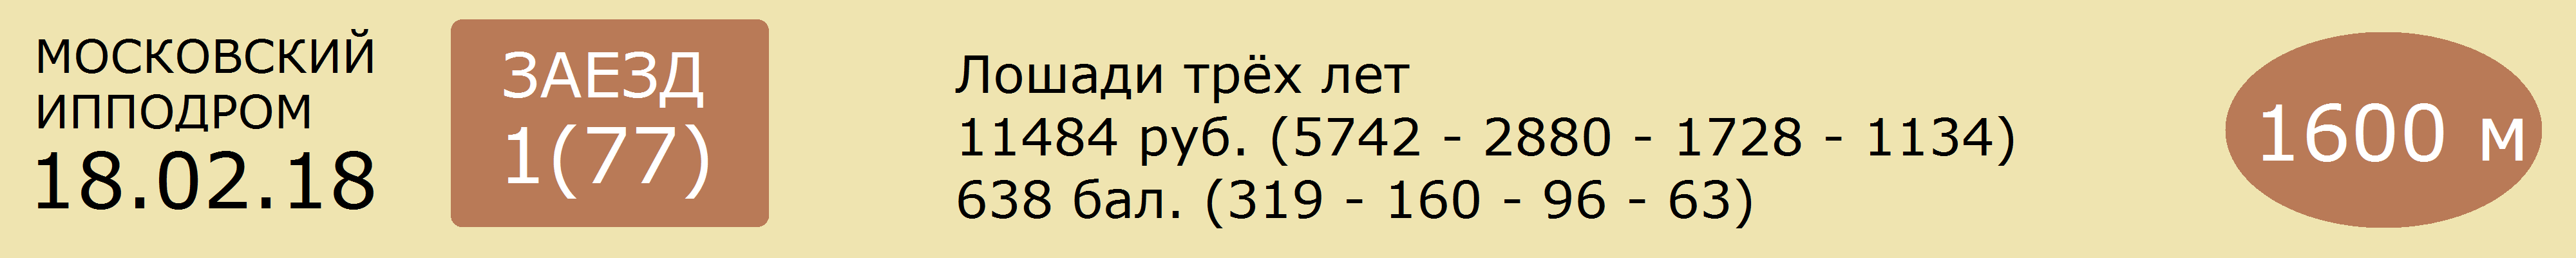 МОСКОВСКИЙ
ИППОДРОМ
18.02.18
ЗАЕЗД
1(77)
Лошади трёх лет
11484 руб. (5742 - 2880 - 1728 - 1134)
638 бал. (319 - 160 - 96 - 63)
1600 м